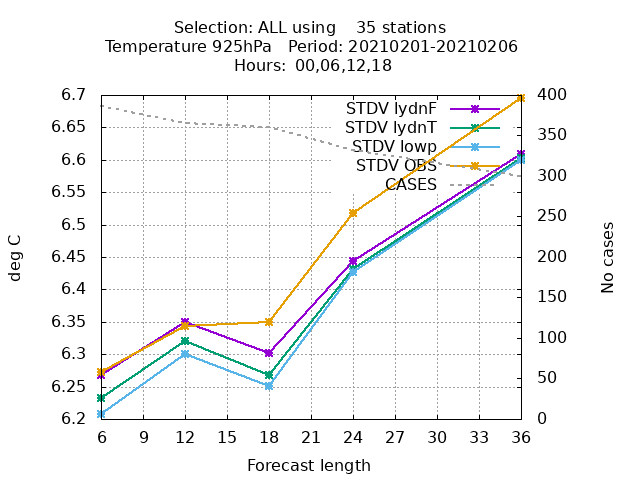 Selection: ALL using    35 stations
Temperature 925hPa   Period: 20210201-20210206
Hours:  00,06,12,18
6.7
6.65
6.6
6.55
6.5
6.45
6.4
6.35
6.3
6.25
6.2
400
350
300
250
200
150
100
50
0
STDV lydnF
STDV lydnT
STDV lowp
STDV OBS
CASES
deg C
No cases
6 9 12 15 18 21 24 27 30 33 36
Forecast length